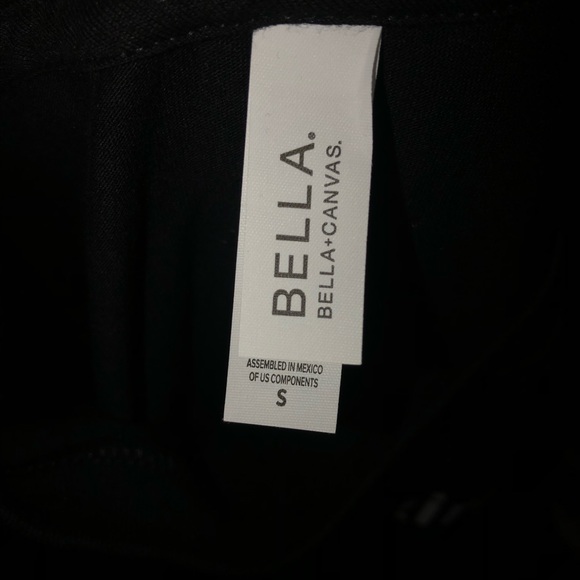 BELLA.
BELLA+CANVAS.
ASSEMBLED IN MEXICO
OF US COMPONENTS
S